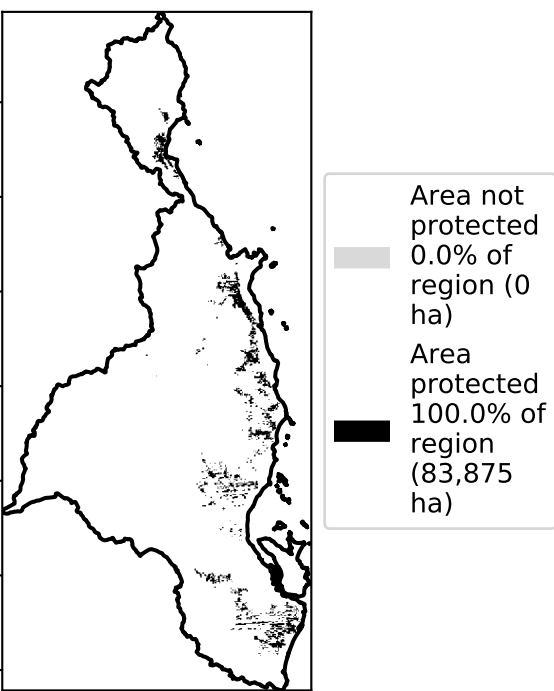 Area not
protected
0.0% of
region (0
ha)
Area
protected
100.0% of
region
(83,875
ha)